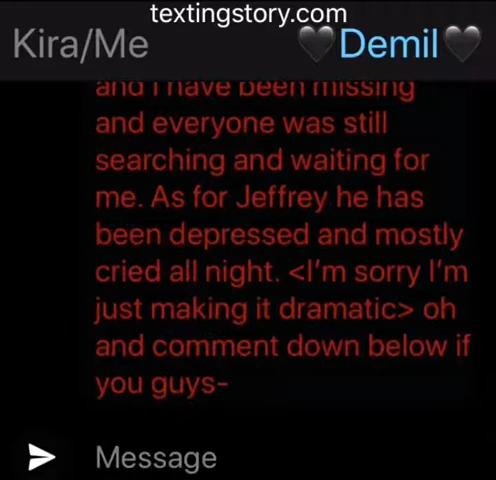 textingstory.com
Kira/Me
🖤Demil🖤
and I have been missing
and everyone was still
searching and waiting for
me. As for Jeffrey he has
been depressed and mostly
cried all night. <I'm sorry I'm
just making it dramatic> oh
and comment down below if
you guys-
Message